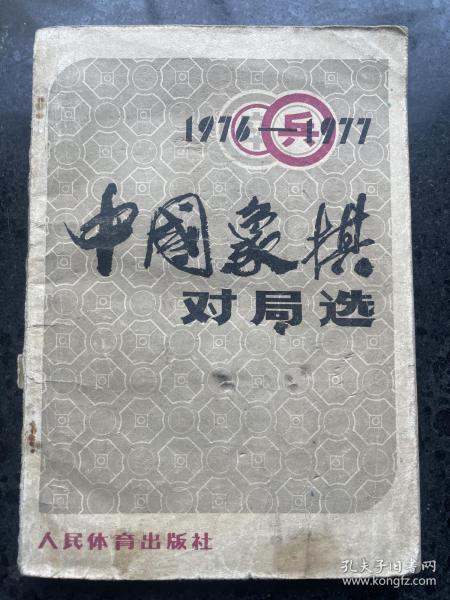 1976—1977
兵
中國象棋
对局选
人民体育出版社
孔夫子旧书网
www.kongfz.com